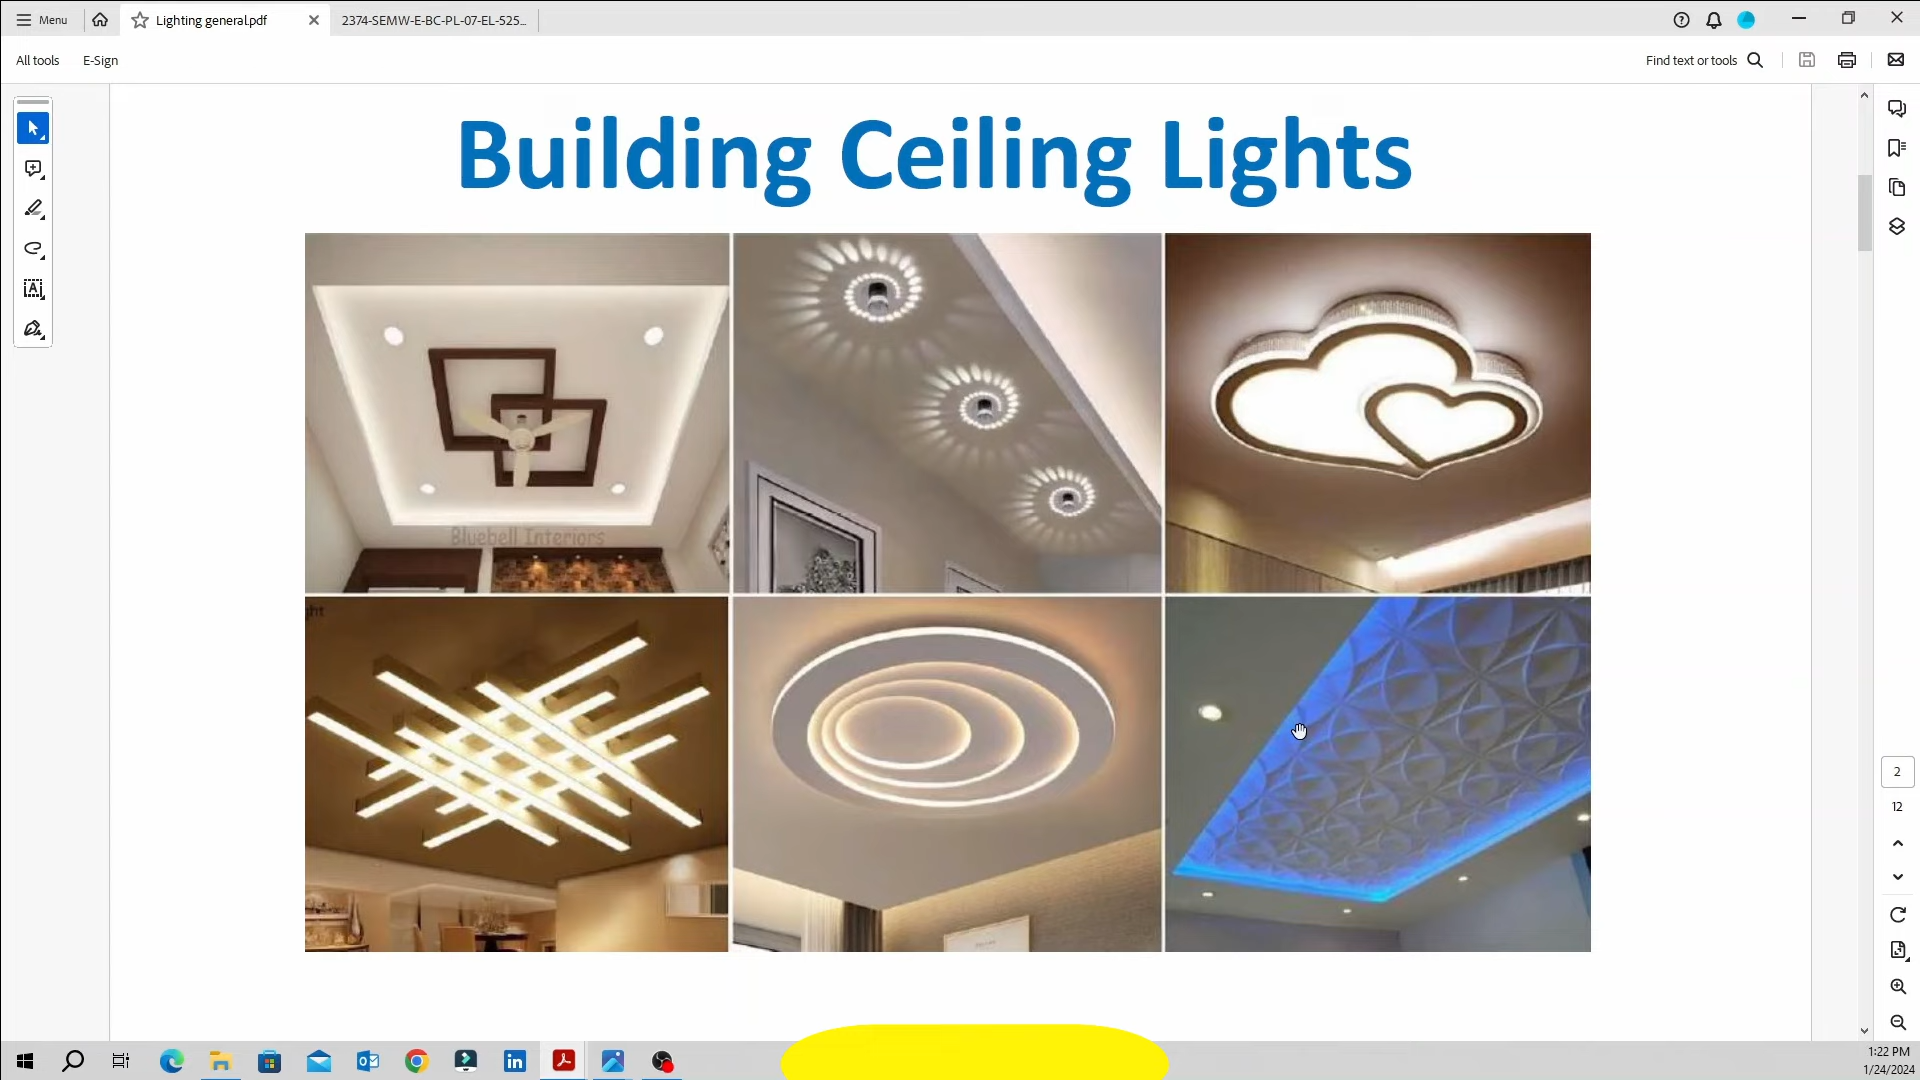 Menu
Lighting general.pdf
2374-SEMW-E-BC-PL-07-EL-525...
All tools
E-Sign
Find text or tools
Building Ceiling Lights
Bluebell Interiors
ht
2
12
1:22 PM
1/24/2024